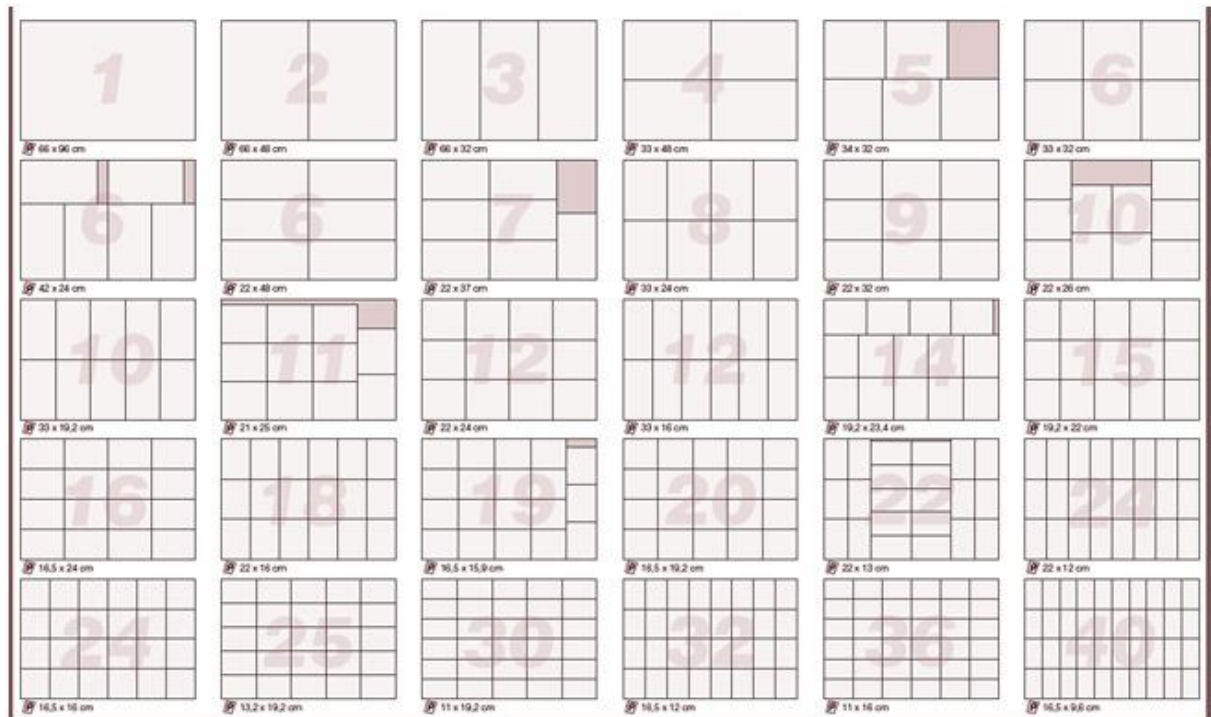 1 2 3 4 5 6
66 x 96 cm 66 x 48 cm 66 x 32 cm 33 x 48 cm 34 x 32 cm 33 x 32 cm
6 6 7 8 9 10
42 x 24 cm 22 x 48 cm 22 x 37 cm 33 x 24 cm 22 x 32 cm 22 x 26 cm
10 11 12 12 14 15
33 x 19,2 cm 21 x 25 cm 22 x 24 cm 33 x 16 cm 19,2 x 23,4 cm 19,2 x 22 cm
16 18 19 20 22 24
16,5 x 24 cm 22 x 16 cm 16,5 x 15,9 cm 16,5 x 19,2 cm 22 x 13 cm 22 x 12 cm
24 25 30 32 36 40
16,5 x 16 cm 13,2 x 19,2 cm 11 x 19,2 cm 16,5 x 12 cm 11 x 16 cm 16,5 x 9,6 cm